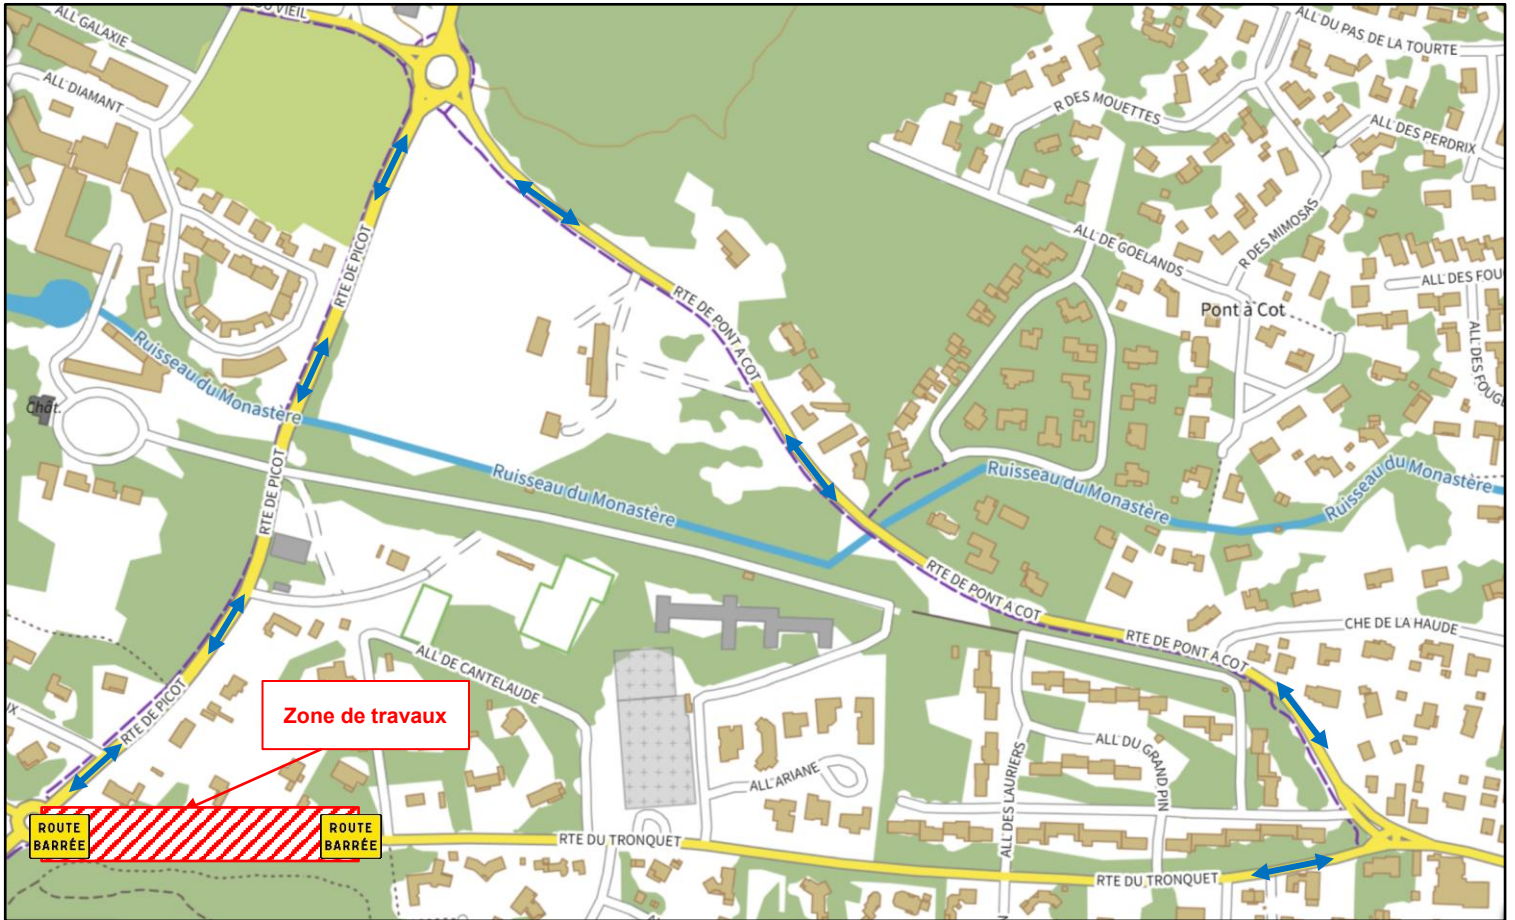 DU VIEIL
ALL GALAXIE
ALL DU PAS DE LA TOURTE
ALL DIAMANT
R DES MOUETTES
ALL DES PERDRIX
R DES MIMOSAS
ALL DE GOELANDS
RTE DE PICOT
ALL DES FOU
RTE DE PONT A COT
Pont à Cot
Ruisseau du Monastère
ALL DES FOUGE
Chât.
RTE DE PICOT
Ruisseau du Monastère
Ruisseau du Monastère
Ruisseau du Monastère
RTE DE PONT A COT
CHE DE LA HAUDE
RTE DE PONT A COT
ALL DE CANTELAUDE
RTE DE PICOT
IX
Zone de travaux
ALL DU GRAND PIN
ALL ARIANE
ALL DES LAURIERS
ROUTE
BARRÉE
ROUTE
BARRÉE
RTE DU TRONQUET
RTE DU TRONQUET